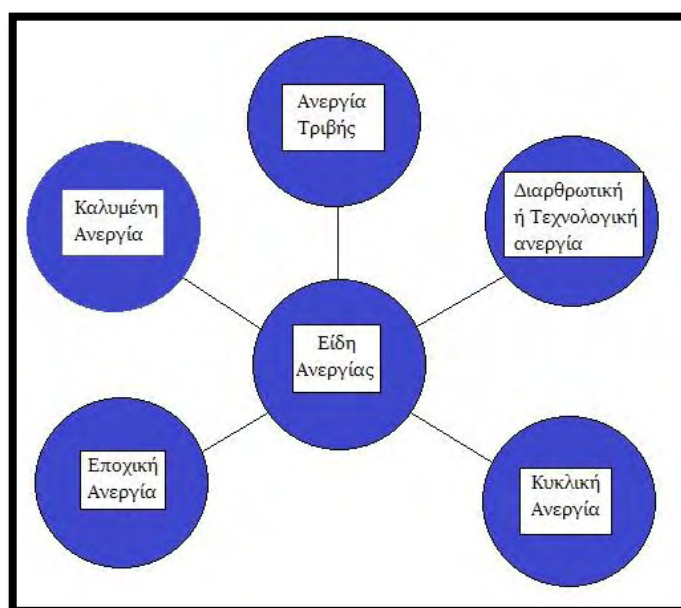 Ανεργία
Τριβής
Καλυμένη
Ανεργία
Διαρθρωτική
ή Τεχνολογική
ανεργία
Είδη
Ανεργίας
Εποχική
Ανεργία
Κυκλική
Ανεργία